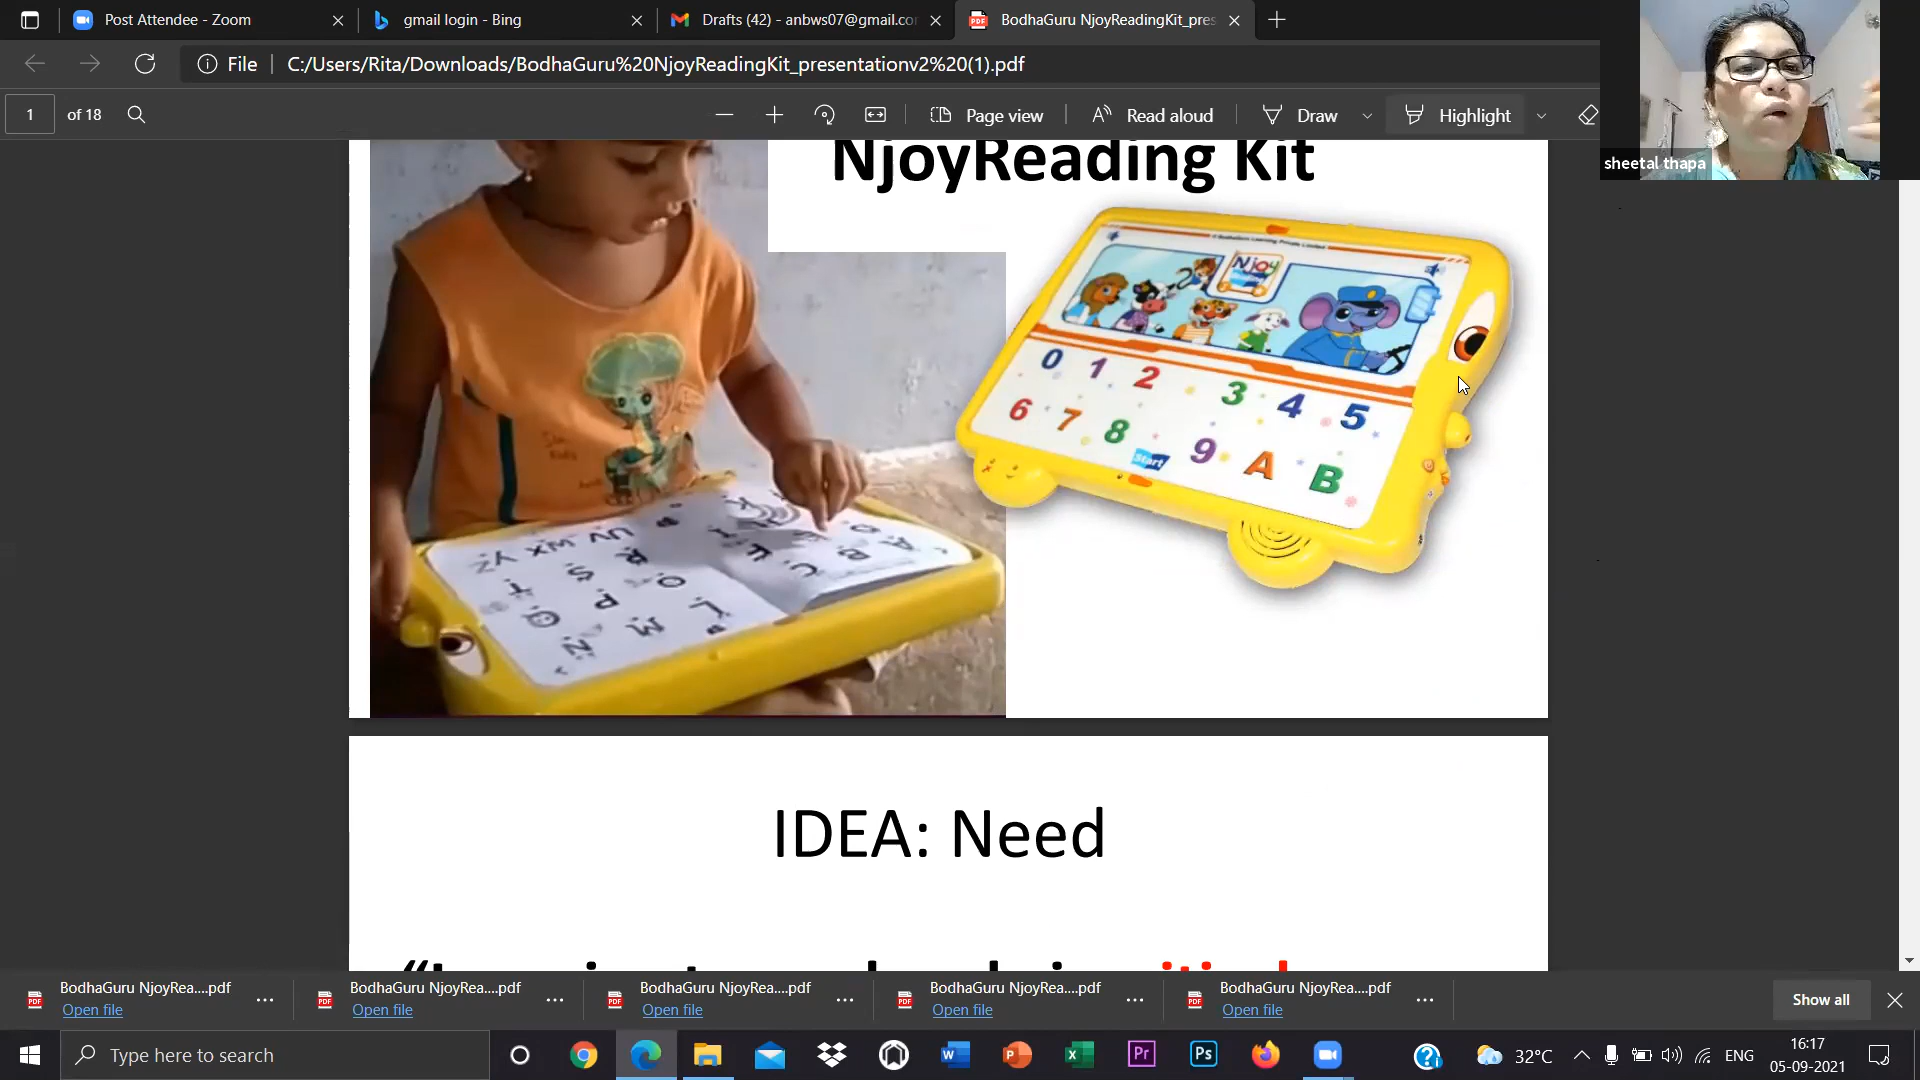 Post Attendee - Zoom
gmail login - Bing
Drafts (42) - anbws07@gmail.co
BodhaGuru NjoyReadingKit_pres
File
C:/Users/Rita/Downloads/BodhaGuru%20NjoyReadingKit_presentationv2%20(1).pdf
1 of 18
Page view
Read aloud
Draw
Highlight
sheetal thapa
NjoyReading Kit
Njoy
0 1 2 3 4 5
6 7 8 9 A B
Start
A B C
UV WX YZ
R S T
O P Q
L M N
IDEA: Need
BodhaGuru NjoyRea....pdf
Open file
BodhaGuru NjoyRea....pdf
Open file
BodhaGuru NjoyRea....pdf
Open file
BodhaGuru NjoyRea....pdf
Open file
BodhaGuru NjoyRea....pdf
Open file
Show all
Type here to search
32°C
ENG
16:17
05-09-2021